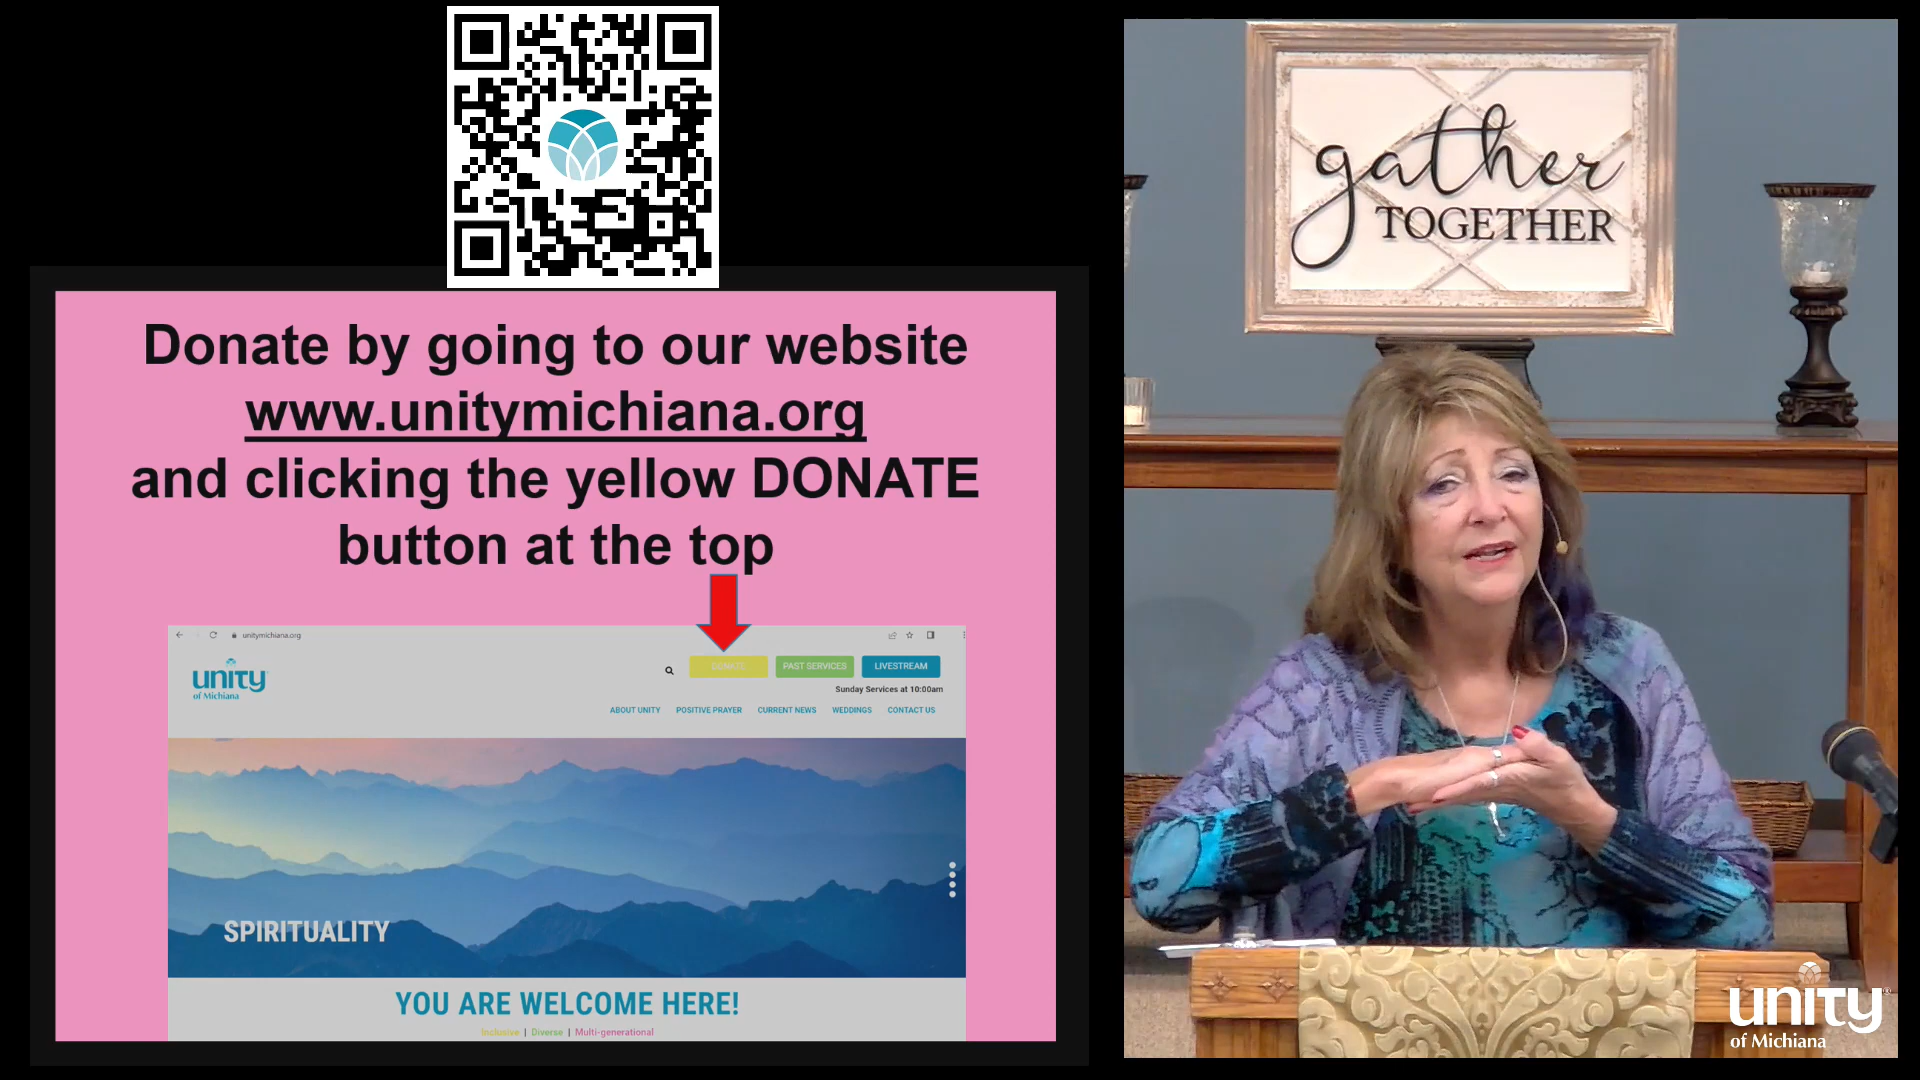 Donate by going to our website
www.unitymichiana.org
and clicking the yellow DONATE
button at the top
unitymichiana.org
unity
of Michiana
DONATE
PAST SERVICES
LIVESTREAM
Sunday Services at 10:00am
ABOUT UNITY
POSITIVE PRAYER
CURRENT NEWS
WEDDINGS
CONTACT US
SPIRITUALITY
YOU ARE WELCOME HERE!
Inclusive | Diverse | Multi-generational
gather
TOGETHER
unity
of Michiana